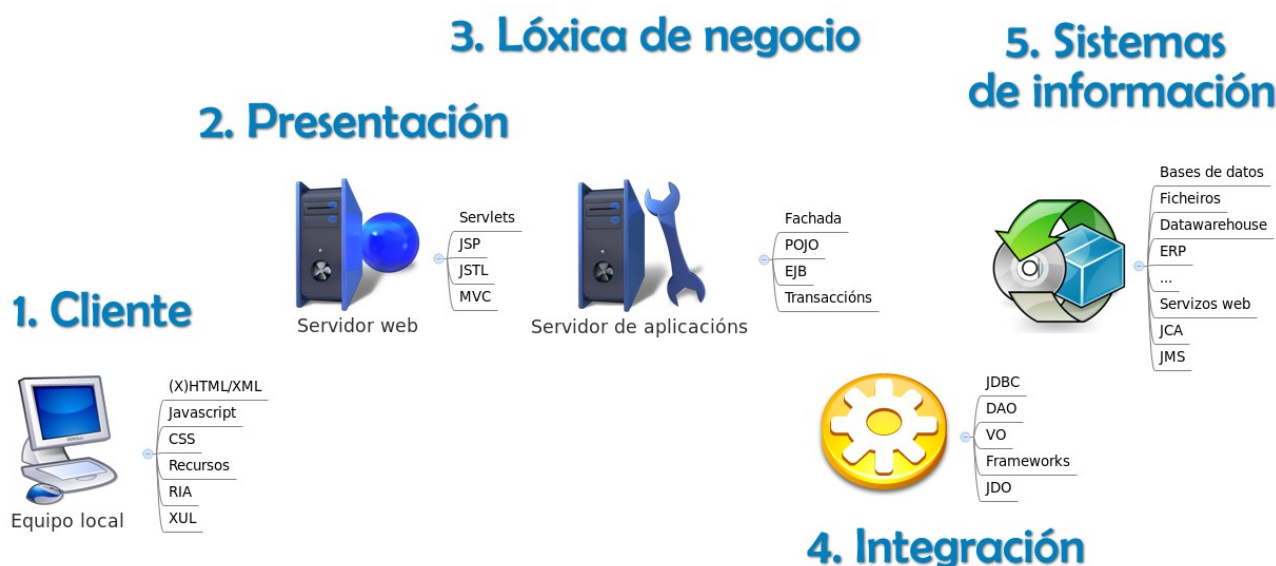 1. Cliente
Equipo local
(X)HTML/XML
Javascript
CSS
Recursos
RIA
XUL
2. Presentación
Servidor web
Servlets
JSP
JSTL
MVC
3. Lóxica de negocio
Servidor de aplicacións
Fachada
POJO
EJB
Transaccións
4. Integración
JDBC
DAO
VO
Frameworks
JDO
5. Sistemas
de información
Bases de datos
Ficheiros
Datawarehouse
ERP
...
Servizos web
JCA
JMS